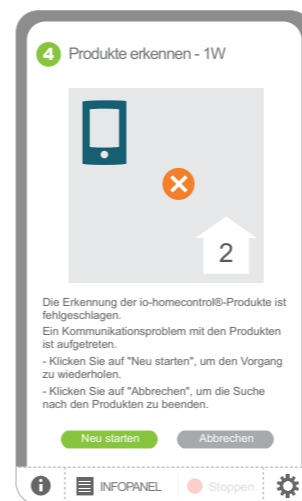 4 Produkte erkennen - 1W
2
Die Erkennung der io-homecontrol®-Produkte ist
fehlgeschlagen.
Ein Kommunikationsproblem mit den Produkten
ist aufgetreten.
- Klicken Sie auf "Neu starten", um den Vorgang
zu wiederholen.
- Klicken Sie auf "Abbrechen", um die Suche
nach den Produkten zu beenden.
Neu starten Abbrechen
i INFOPANEL Stoppen